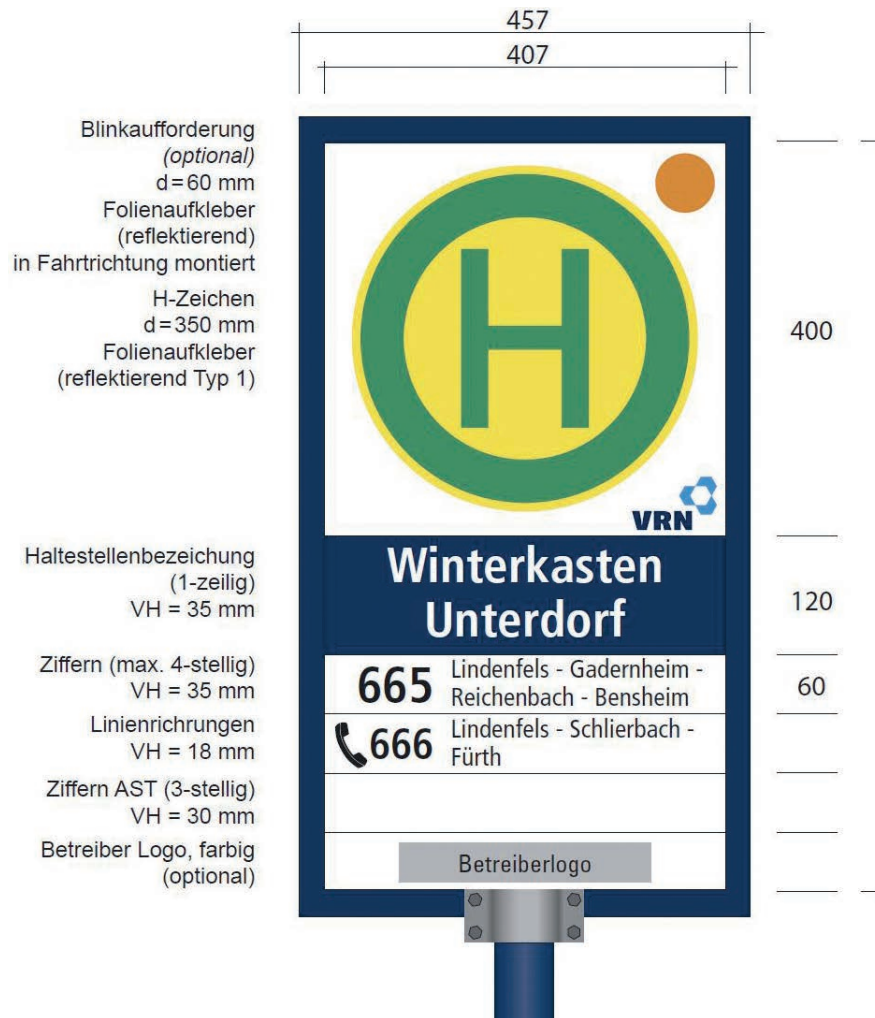 457
407
Blinkaufforderung
(optional)
d=60 mm
Folienaufkleber
(reflektierend)
in Fahrtrichtung montiert
H-Zeichen
d=350 mm
Folienaufkleber
(reflektierend Typ 1)
H
400
VRN
Haltestellenbezeichung
(1-zeilig)
VH = 35 mm
Winterkasten
Unterdorf
120
Ziffern (max. 4-stellig)
VH = 35 mm
665 Lindenfels - Gadernheim -
Reichenbach - Bensheim
60
Linienrichrungen
VH = 18 mm
666 Lindenfels - Schlierbach -
Fürth
Ziffern AST (3-stellig)
VH = 30 mm
Betreiber Logo, farbig
(optional)
Betreiberlogo